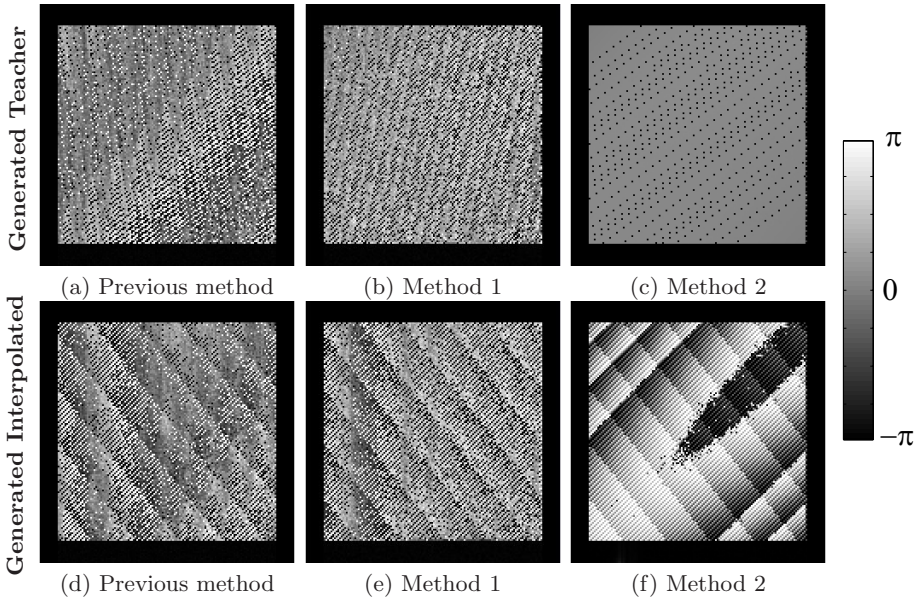 Generated Teacher
(a) Previous method
(b) Method 1
(c) Method 2
Generated Interpolated
(d) Previous method
(e) Method 1
(f) Method 2
π
0
−π